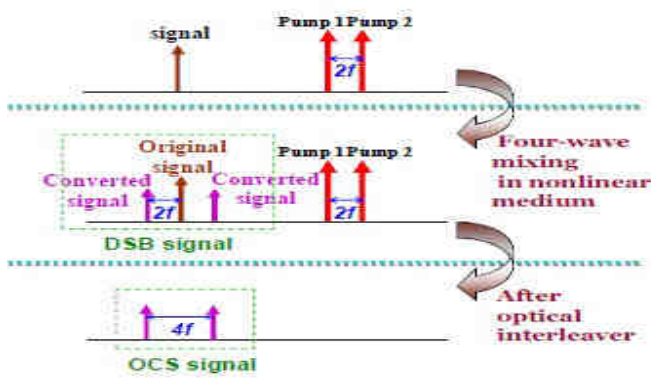 signal
Pump 1 Pump 2
2f
Four-wave
mixing
in nonlinear
medium
Original
signal
Converted
signal
Converted
signal
2f
Pump 1 Pump 2
2f
DSB signal
After
optical
interleaver
4f
OCS signal